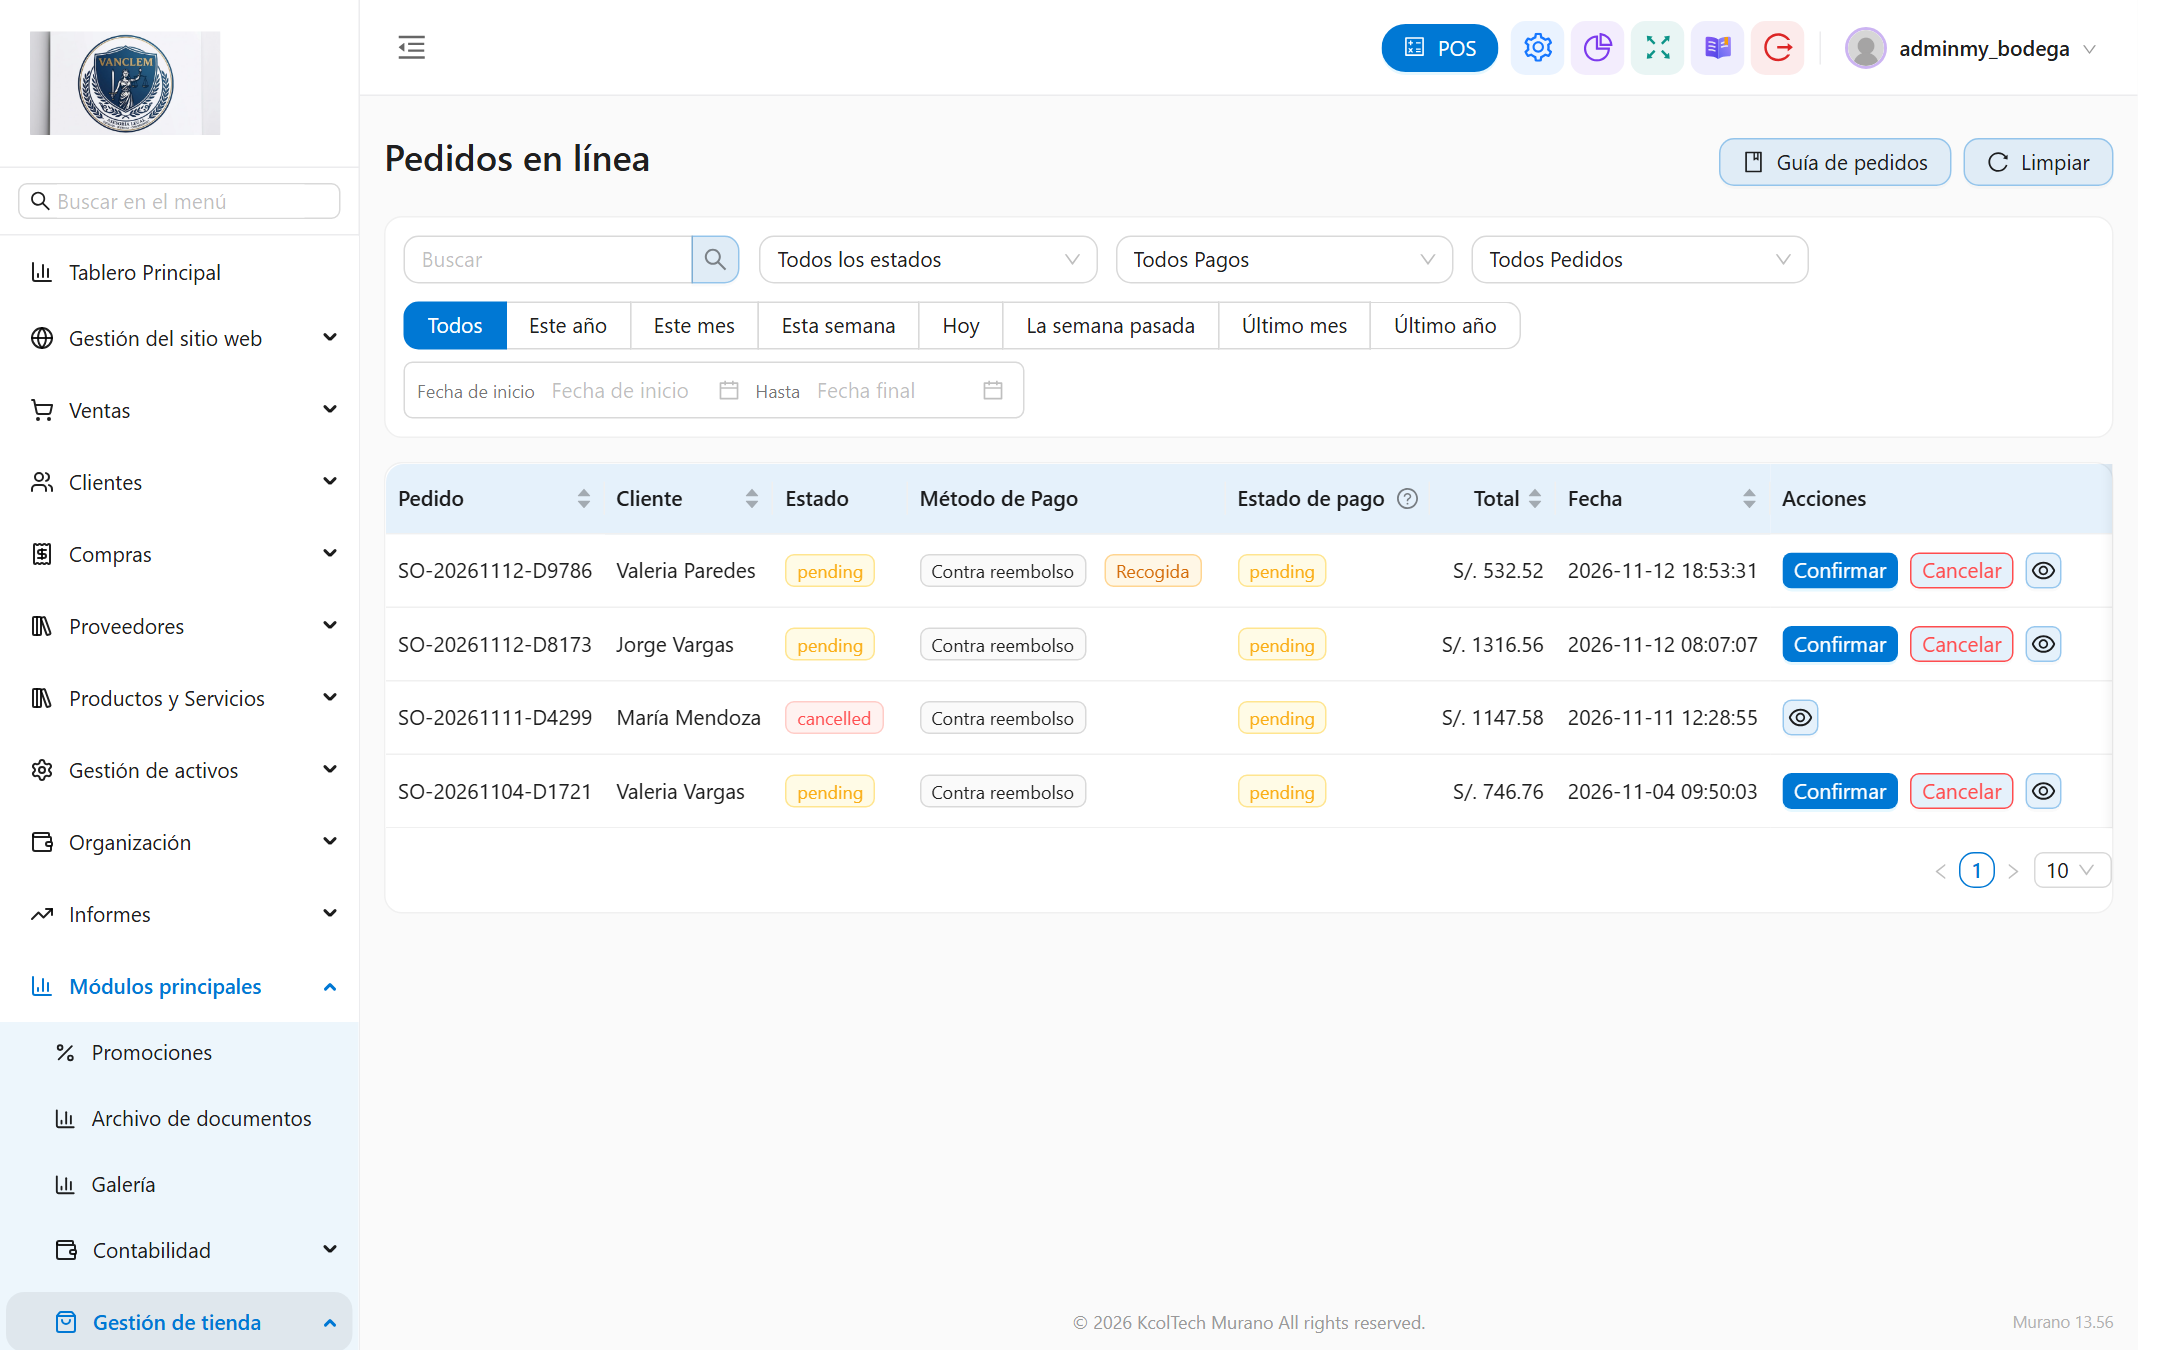 VANCLEM
ASESORÍA LEGAL
POS
adminmy_bodega
Buscar en el menú
Tablero Principal
Gestión del sitio web
Ventas
Clientes
Compras
Proveedores
Productos y Servicios
Gestión de activos
Organización
Informes
Módulos principales
Promociones
Archivo de documentos
Galería
Contabilidad
Gestión de tienda
Pedidos en línea
Guía de pedidos
Limpiar
Buscar
Todos los estados
Todos Pagos
Todos Pedidos
Todos Este año Este mes Esta semana Hoy La semana pasada Último mes Último año
Fecha de inicio Fecha de inicio Hasta Fecha final
Pedido Cliente Estado Método de Pago Estado de pago Total Fecha Acciones
SO-20261112-D9786 Valeria Paredes pending Contra reembolso Recogida pending S/. 532.52 2026-11-12 18:53:31 Confirmar Cancelar
SO-20261112-D8173 Jorge Vargas pending Contra reembolso pending S/. 1316.56 2026-11-12 08:07:07 Confirmar Cancelar
SO-20261111-D4299 María Mendoza cancelled Contra reembolso pending S/. 1147.58 2026-11-11 12:28:55
SO-20261104-D1721 Valeria Vargas pending Contra reembolso pending S/. 746.76 2026-11-04 09:50:03 Confirmar Cancelar
< 1 > 10
© 2026 KcolTech Murano All rights reserved.
Murano 13.56